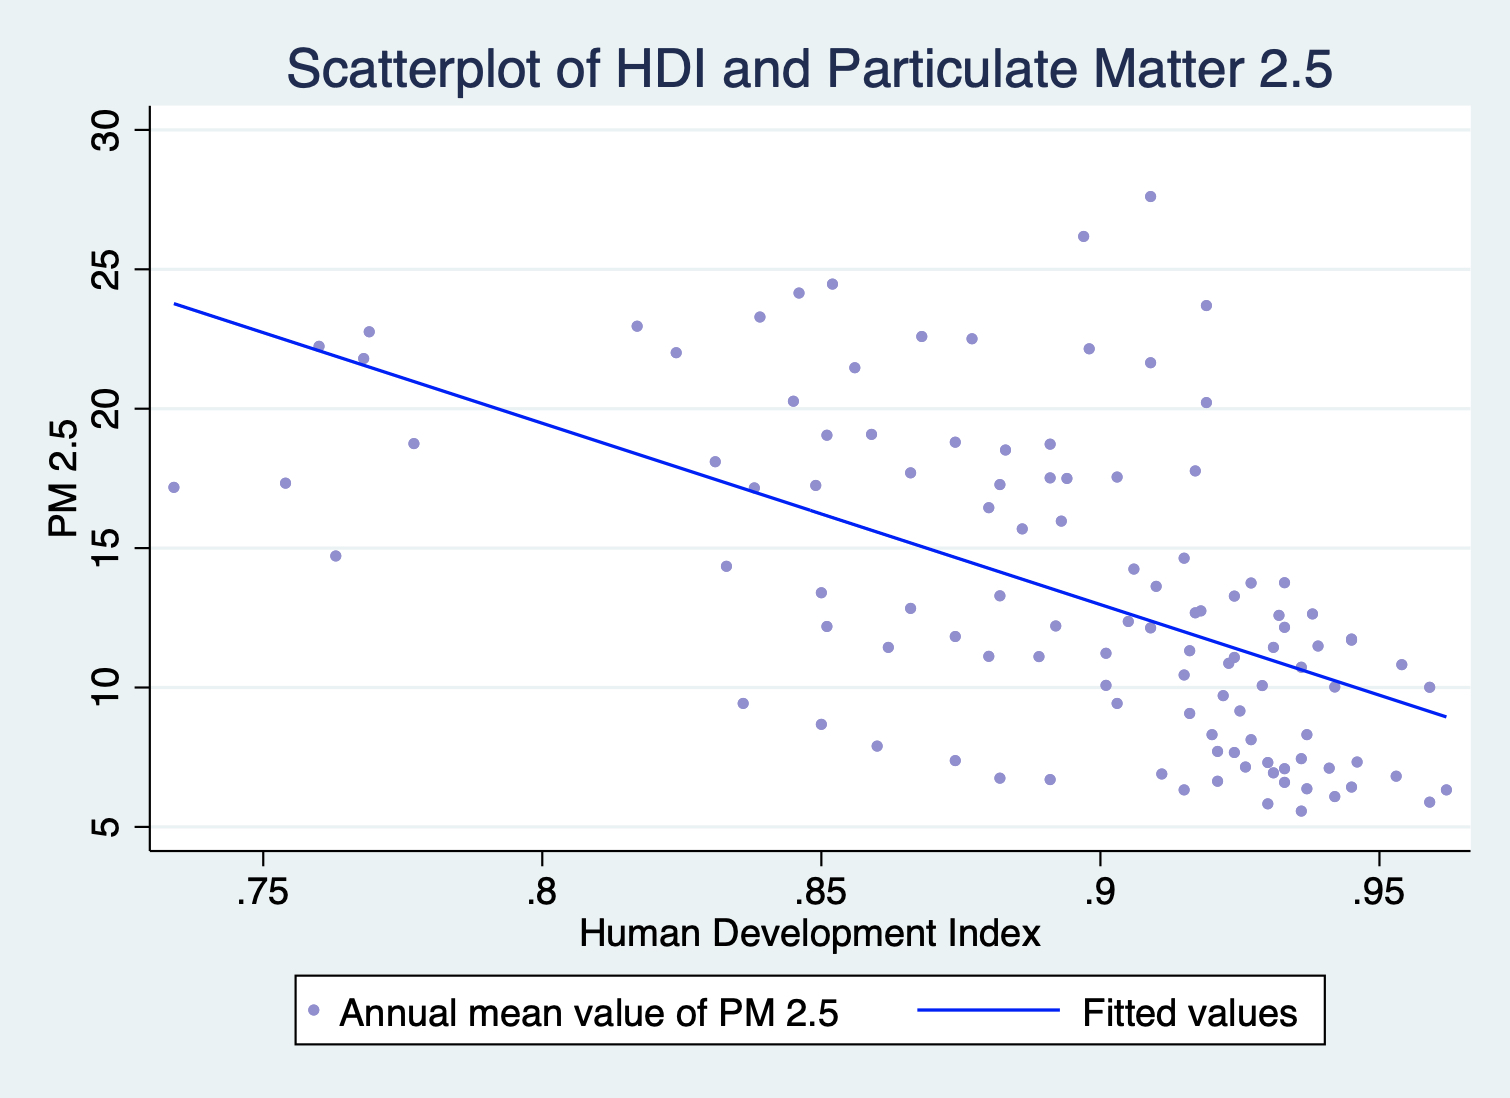 Scatterplot of HDI and Particulate Matter 2.5
PM 2.5
30
25
20
15
10
5
.75 .8 .85 .9 .95
Human Development Index
Annual mean value of PM 2.5 Fitted values